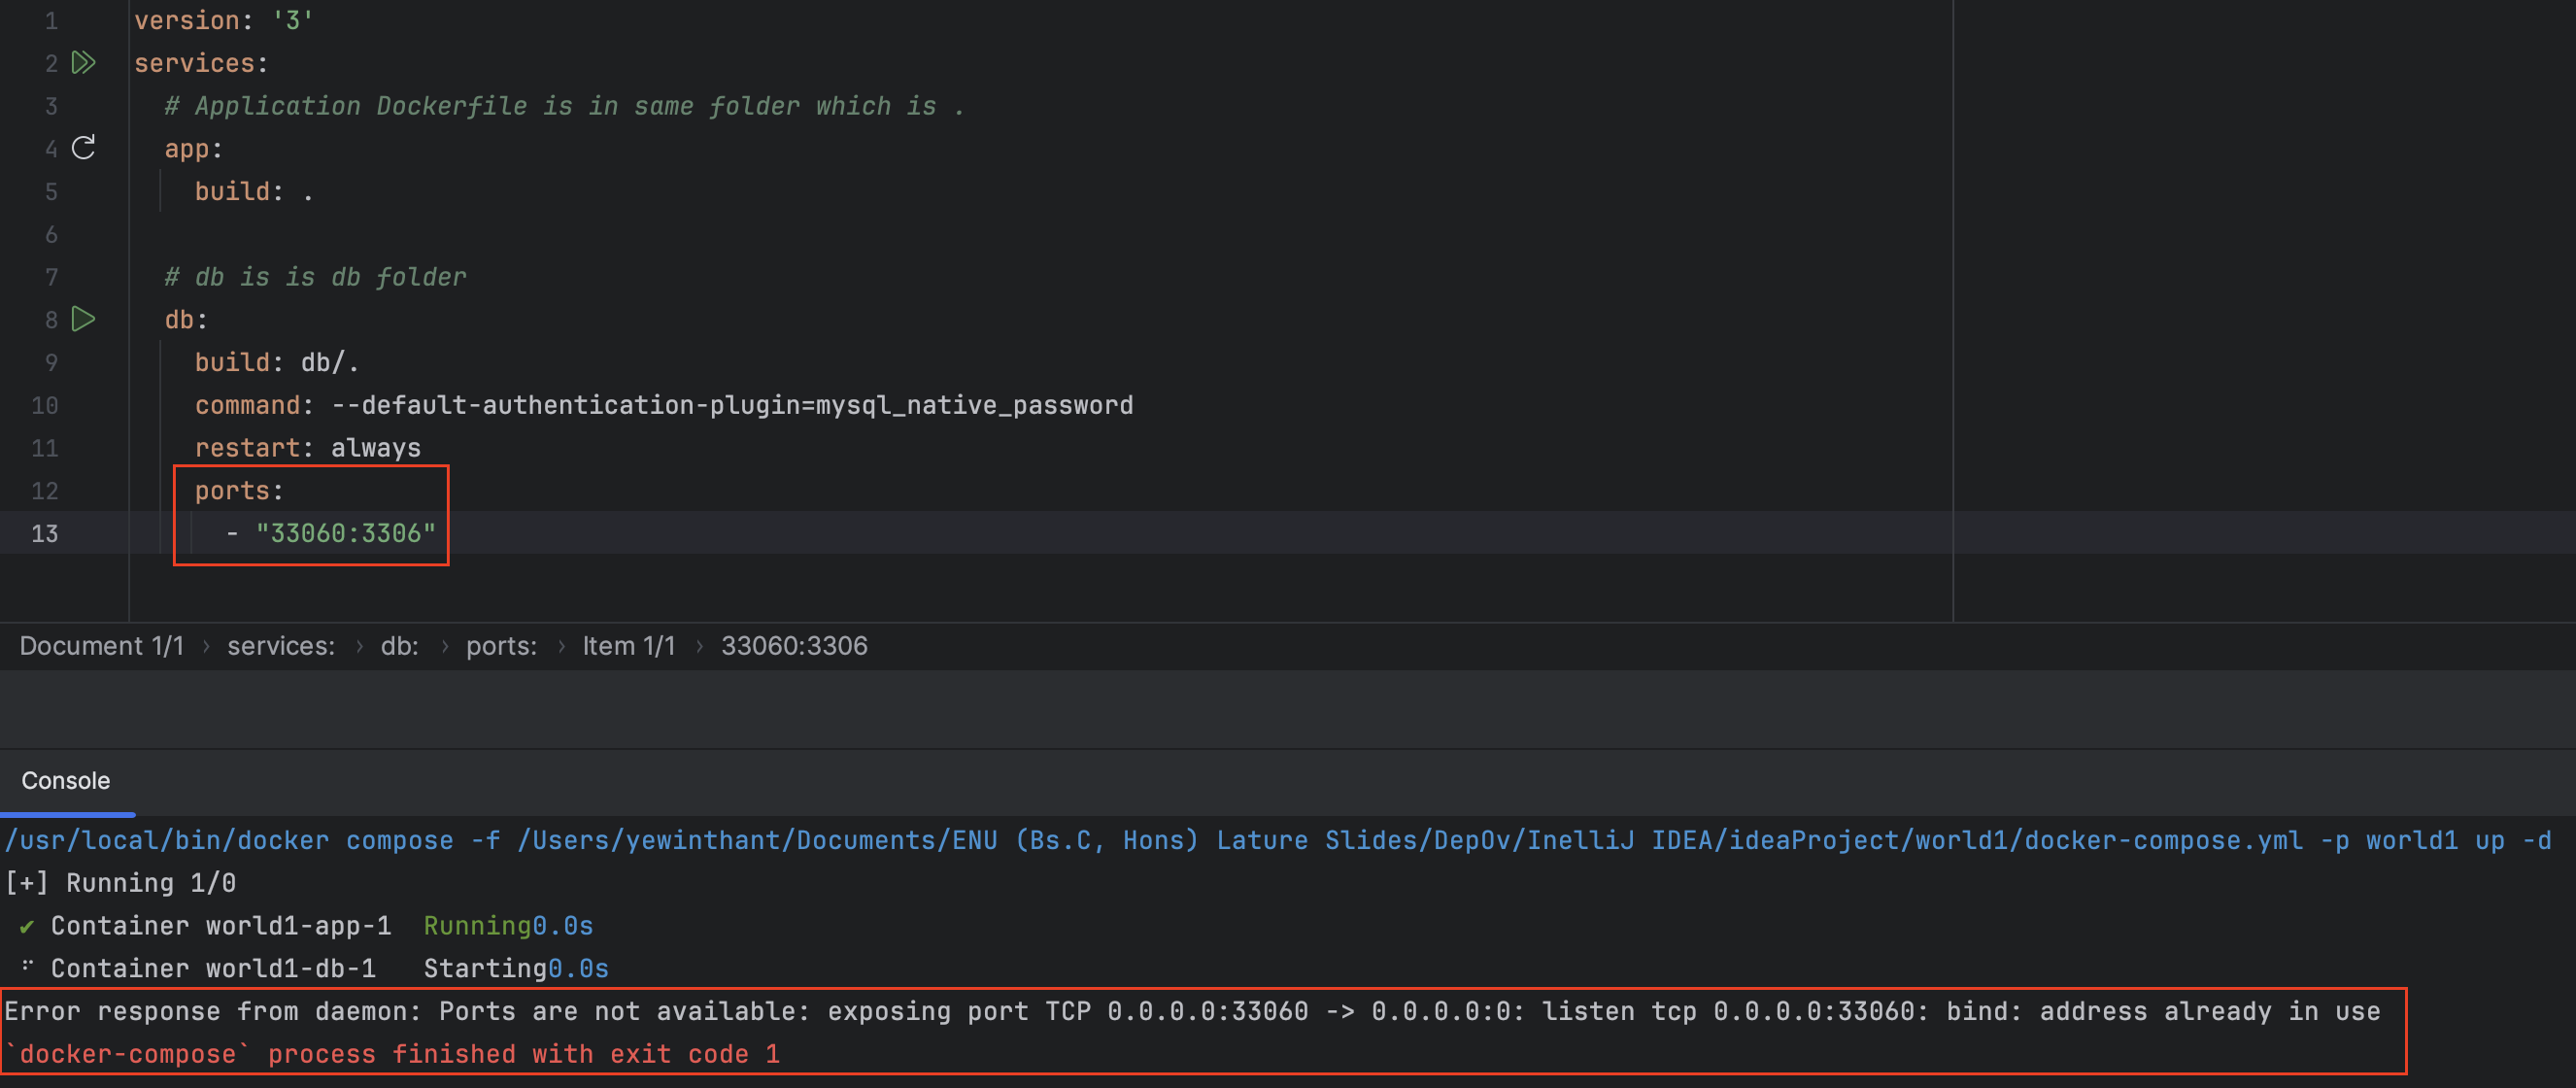 1 version: '3'
2 services:
3 # Application Dockerfile is in same folder which is .
4 app:
5 build: .
6
7 # db is is db folder
8 db:
9 build: db/.
10 command: --default-authentication-plugin=mysql_native_password
11 restart: always
12 ports:
13 - "33060:3306"
Document 1/1 › services: › db: › ports: › Item 1/1 › 33060:3306
Console
/usr/local/bin/docker compose -f /Users/yewinthant/Documents/ENU (Bs.C, Hons) Lature Slides/DepOv/InelliJ IDEA/ideaProject/world1/docker-compose.yml -p world1 up -d
[+] Running 1/0
✔ Container world1-app-1 Running0.0s
⠋ Container world1-db-1 Starting0.0s
Error response from daemon: Ports are not available: exposing port TCP 0.0.0.0:33060 -> 0.0.0.0:0: listen tcp 0.0.0.0:33060: bind: address already in use
`docker-compose` process finished with exit code 1